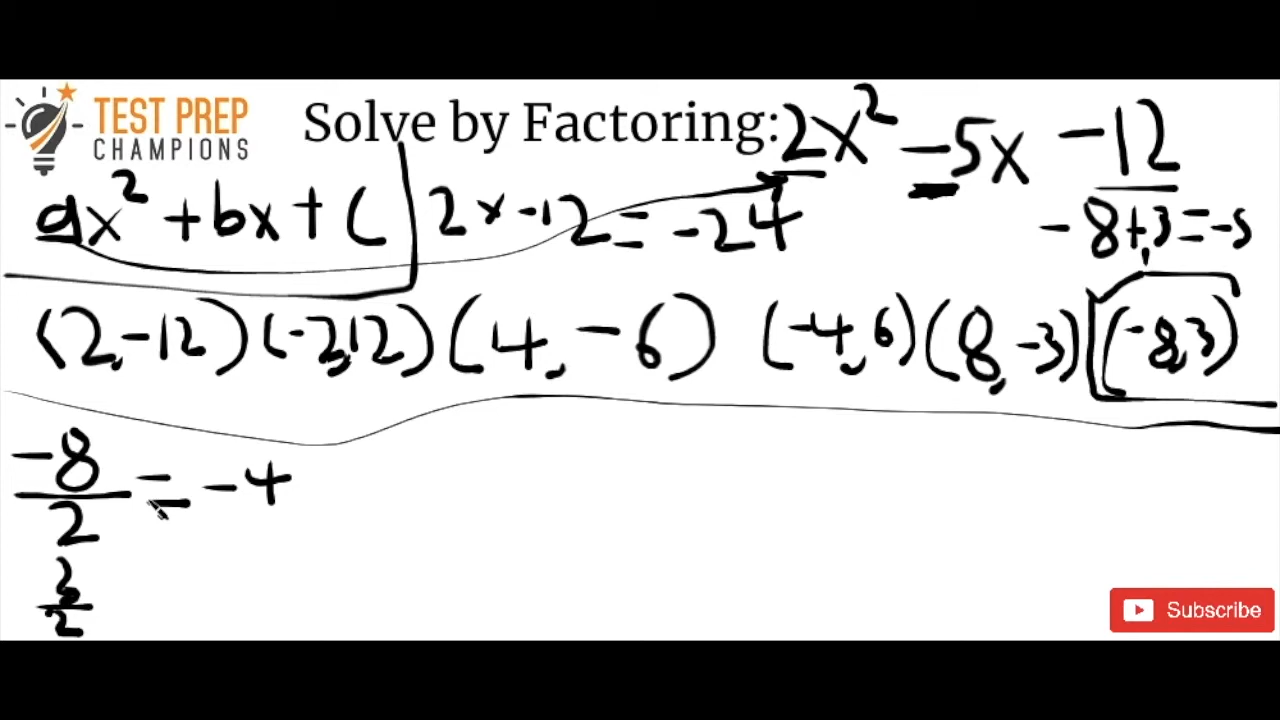 TEST PREP
CHAMPIONS
Solve by Factoring: 2x² -5x -12
ax² + bx + C
2 x -12 = -24
-8+3=-5
(2,-12) (-2,12) (4,-6) (-4,6) (8,-3) (-8,3)
-8/2 = -4
3/2
Subscribe